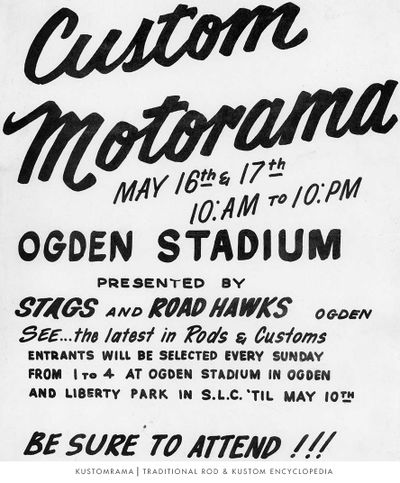 Custom
Motorama
MAY 16th & 17th
10:AM TO 10:PM
OGDEN STADIUM
PRESENTED BY
STAGS AND ROAD HAWKS OGDEN
SEE...the latest in Rods & Customs
ENTRANTS WILL BE SELECTED EVERY SUNDAY
FROM 1 TO 4 AT OGDEN STADIUM IN OGDEN
AND LIBERTY PARK IN S.L.C. 'TIL MAY 10TH
BE SURE TO ATTEND !!!
KUSTOMRAMA | TRADITIONAL ROD & KUSTOM ENCYCLOPEDIA